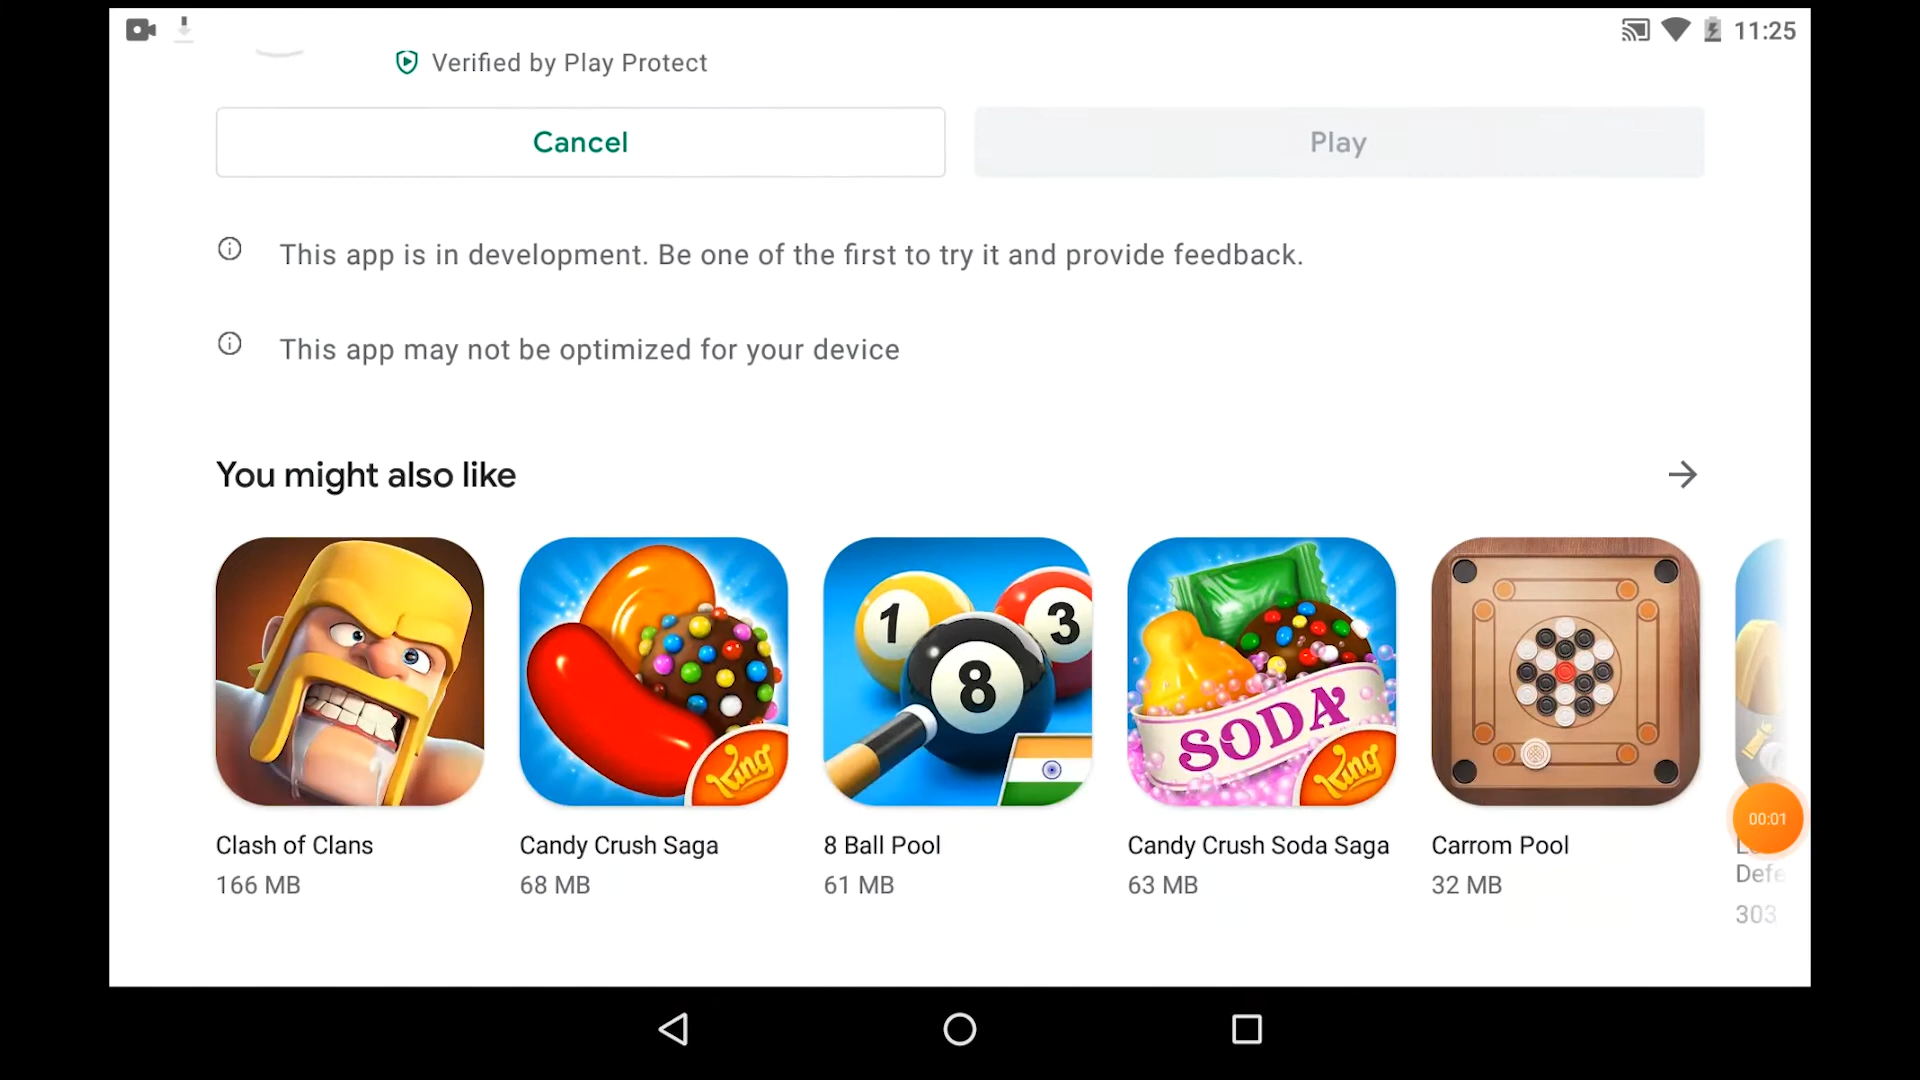 11:25
Verified by Play Protect
Cancel
Play
This app is in development. Be one of the first to try it and provide feedback.
This app may not be optimized for your device
You might also like
1
3
8
King
SODA
King
Clash of Clans
Candy Crush Saga
8 Ball Pool
Candy Crush Soda Saga
Carrom Pool
166 MB
68 MB
61 MB
63 MB
32 MB
00:01
Defe
303